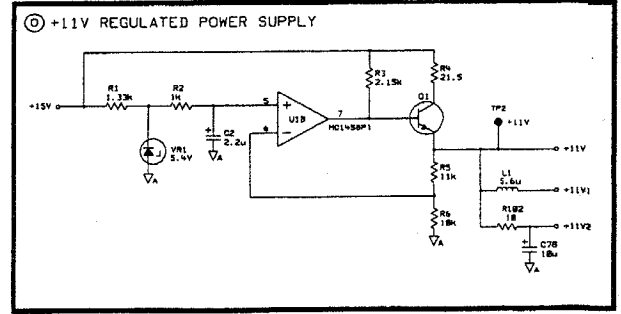 O +11V REGULATED POWER SUPPLY
R4
21.5
R3
2.15k
Q1
R1
1.33k
R2
1k
TP2
+11V
+15V
5
+
U1B
7
MC1458P1
6
-
C2
2.2u
VR1
5.4V
A
A
+11V
R5
11k
L1
5.6u
+11V1
R6
10k
R102
10
+11V2
A
+
C78
10u
A